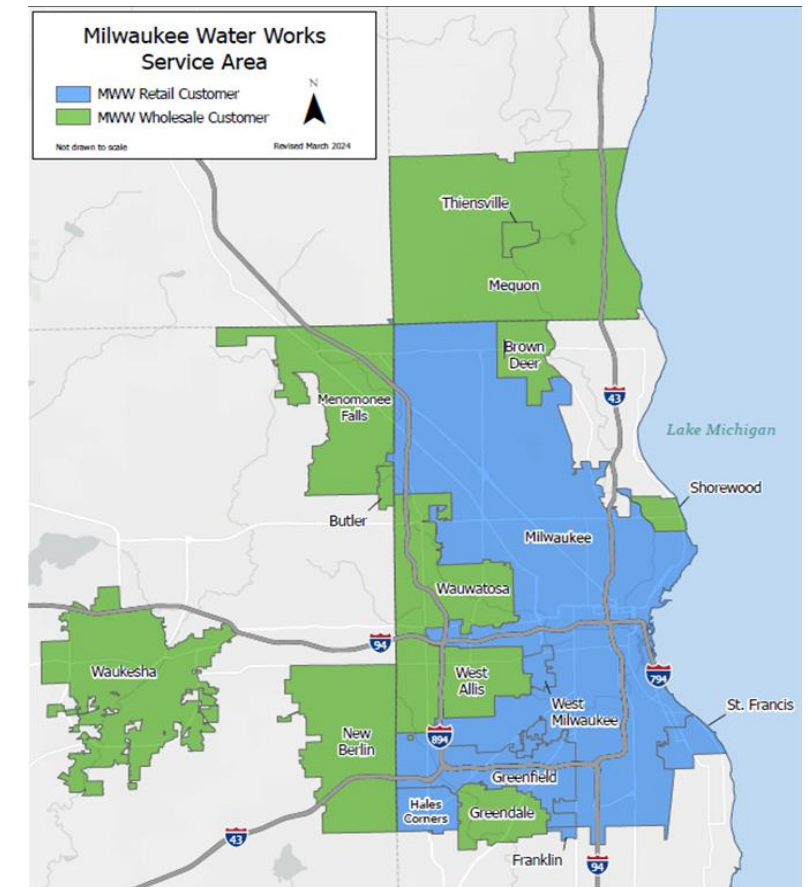 Milwaukee Water Works
Service Area
N
MWW Retail Customer
MWW Wholesale Customer
Not drawn to scale
Revised March 2024
Thiensville
Mequon
Brown
Deer
Menomonee
Falls
43
Lake Michigan
Shorewood
Butler
Milwaukee
Wauwatosa
94
Waukesha
West
Allis
794
West
Milwaukee
St. Francis
New
Berlin
894
Greenfield
Hales
Corners
Greendale
43
Franklin
94